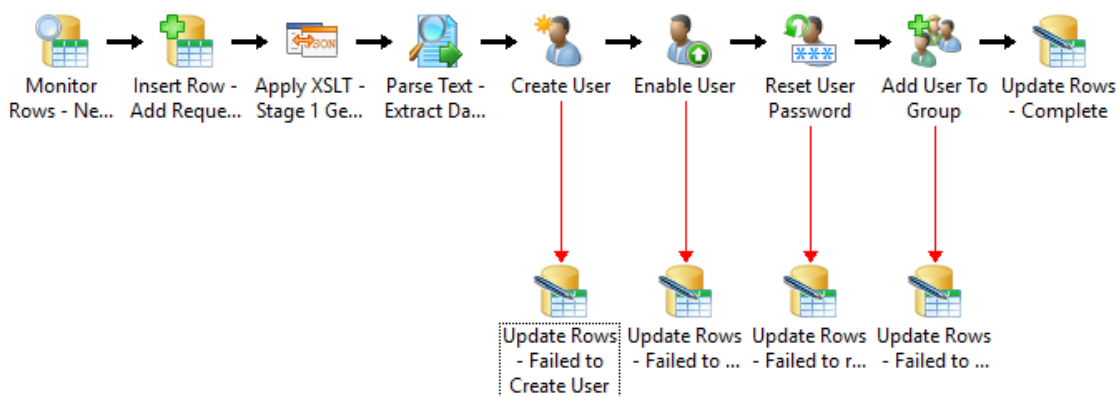 Monitor
Rows - Ne...
Insert Row -
Add Reque...
JSON
Apply XSLT -
Stage 1 Ge...
Parse Text -
Extract Da...
Create User
Enable User
***
Reset User
Password
Add User To
Group
Update Rows
- Complete
Update Rows
- Failed to
Create User
Update Rows
- Failed to ...
Update Rows
- Failed to r...
Update Rows
- Failed to ...